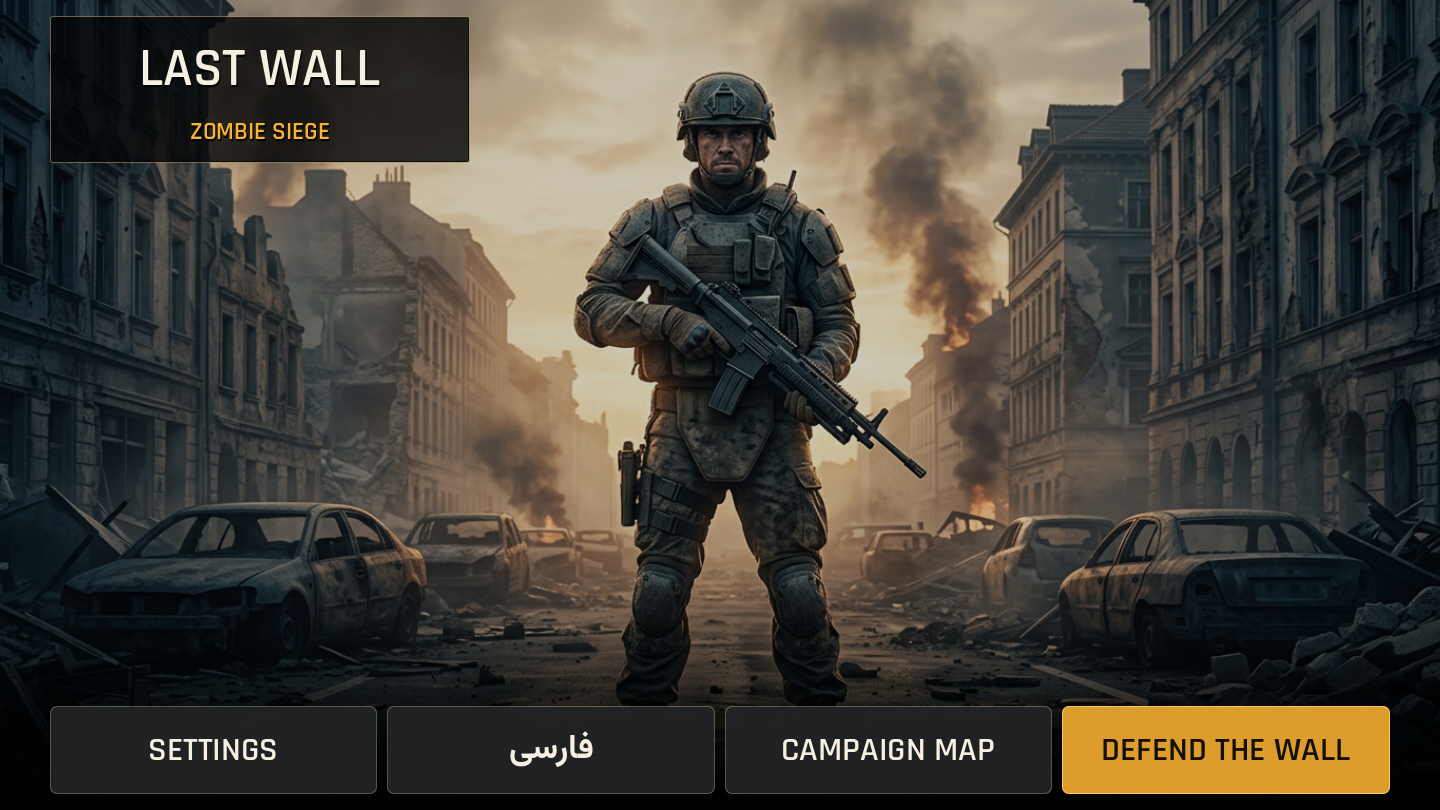 LAST WALL
ZOMBIE SIEGE
SETTINGS
فارسی
CAMPAIGN MAP
DEFEND THE WALL